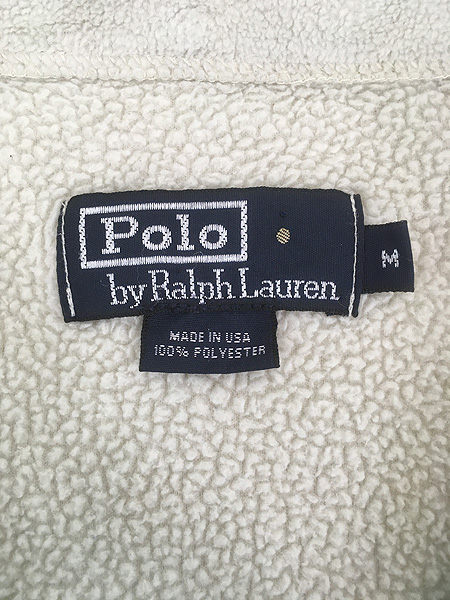 Polo
by Ralph Lauren
M
MADE IN USA
100% POLYESTER